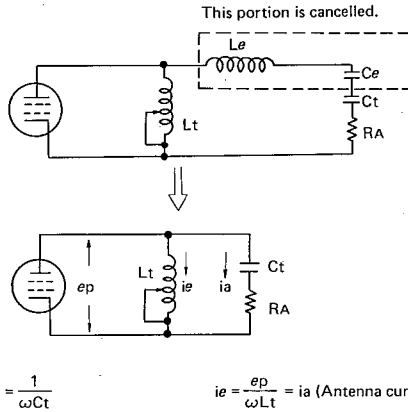 This portion is cancelled.
Le
Ce
Ct
Lt
RA
ep
Lt
ie
ia
Ct
RA
= 1/ωCt
ie = ep/ωLt = ia (Antenna cur